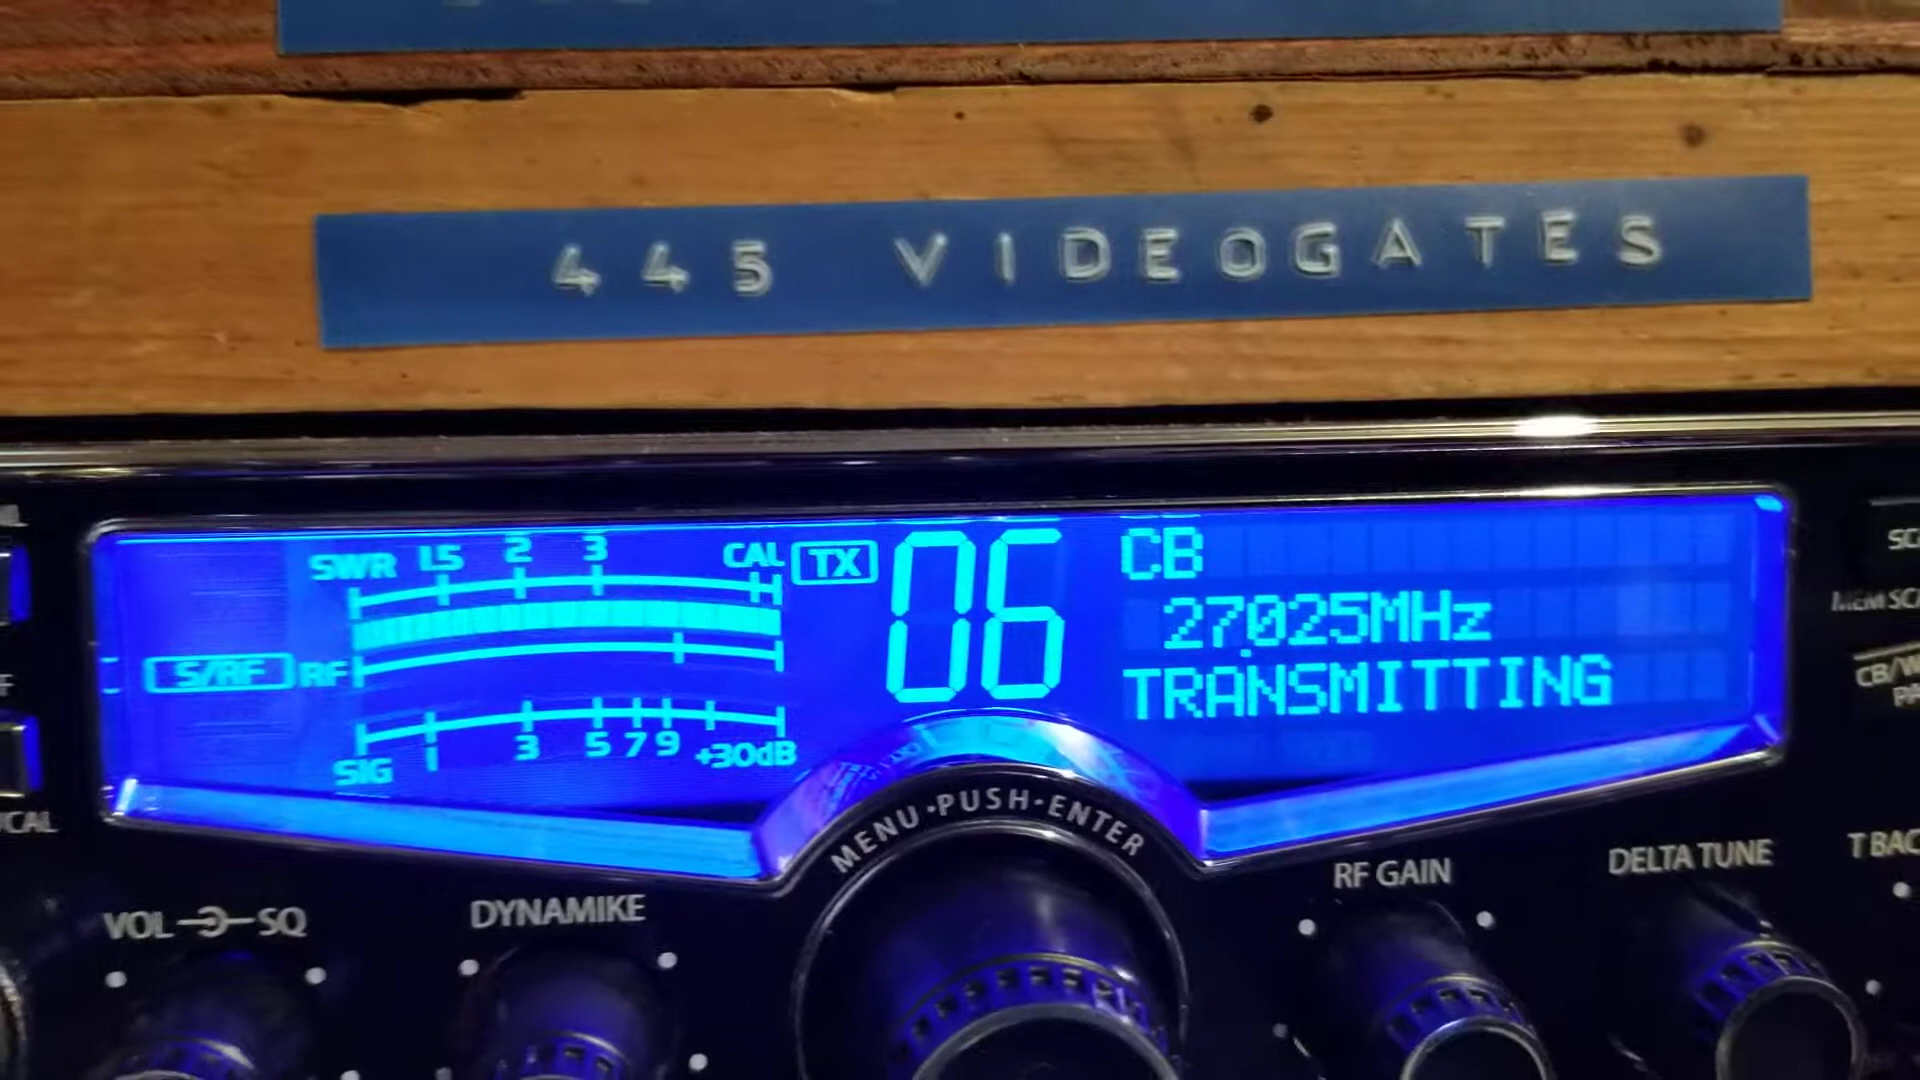 445 VIDEOGATES
SWR 1.5 2 3 CAL
TX
06
CB
27.025MHz
TRANSMITTING
S/RF RF
SIG 1 3 5 7 9 +30dB
MENU·PUSH·ENTER
VOL SQ
DYNAMIKE
RF GAIN
DELTA TUNE